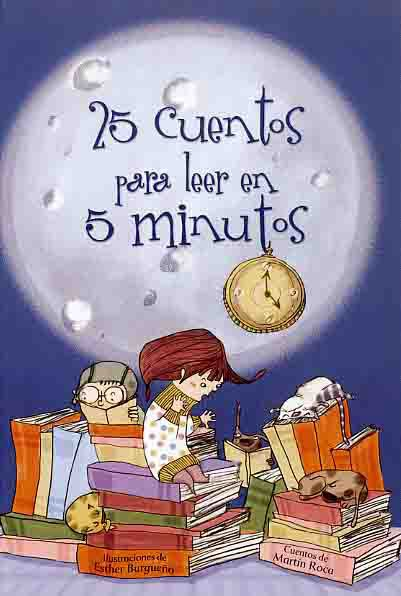 25 cuentos
para leer en
5 minutos
Ilustraciones de
Esther Burgueño
Cuentos de
Martín Roca